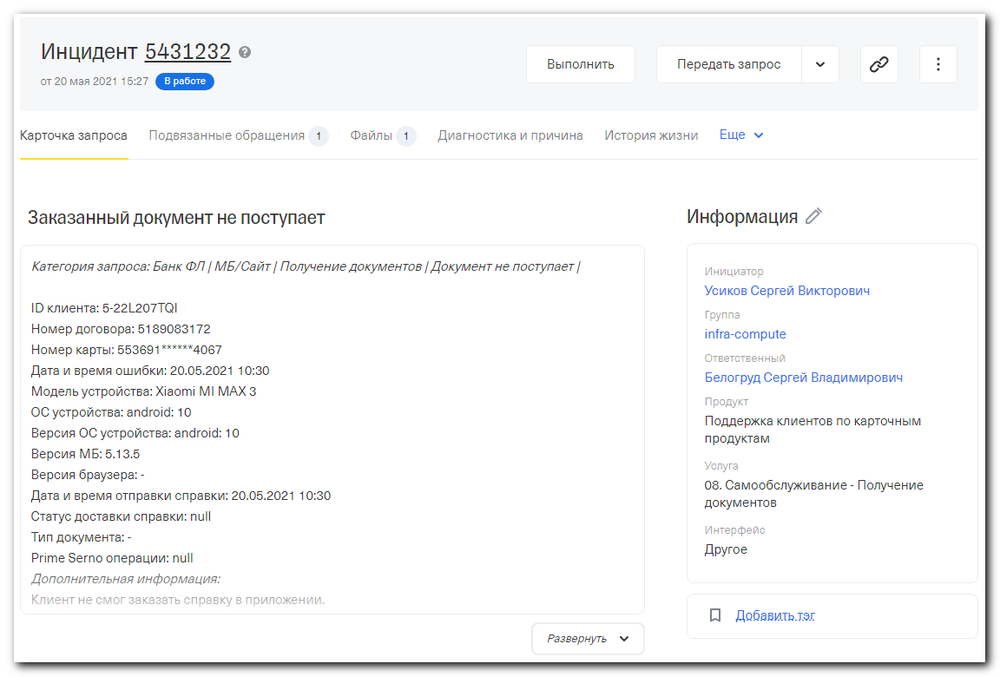 Инцидент 5431232 ?
от 20 мая 2021 15:27 В работе
Выполнить
Передать запрос
Карточка запроса
Подвязанные обращения 1
Файлы 1
Диагностика и причина
История жизни
Еще
Заказанный документ не поступает
Категория запроса: Банк ФЛ | МБ/Сайт | Получение документов | Документ не поступает |
ID клиента: 5-22L207TQI
Номер договора: 5189083172
Номер карты: 553691******4067
Дата и время ошибки: 20.05.2021 10:30
Модель устройства: Xiaomi MI MAX 3
ОС устройства: android: 10
Версия ОС устройства: android: 10
Версия МБ: 5.13.5
Версия браузера: -
Дата и время отправки справки: 20.05.2021 10:30
Статус доставки справки: null
Тип документа: -
Prime Serno операции: null
Дополнительная информация:
Клиент не смог заказать справку в приложении.
Развернуть
Информация
Инициатор
Усиков Сергей Викторович
Группа
infra-compute
Ответственный
Белогруд Сергей Владимирович
Продукт
Поддержка клиентов по карточным
продуктам
Услуга
08. Самообслуживание - Получение
документов
Интерфейс
Другое
Добавить тэг